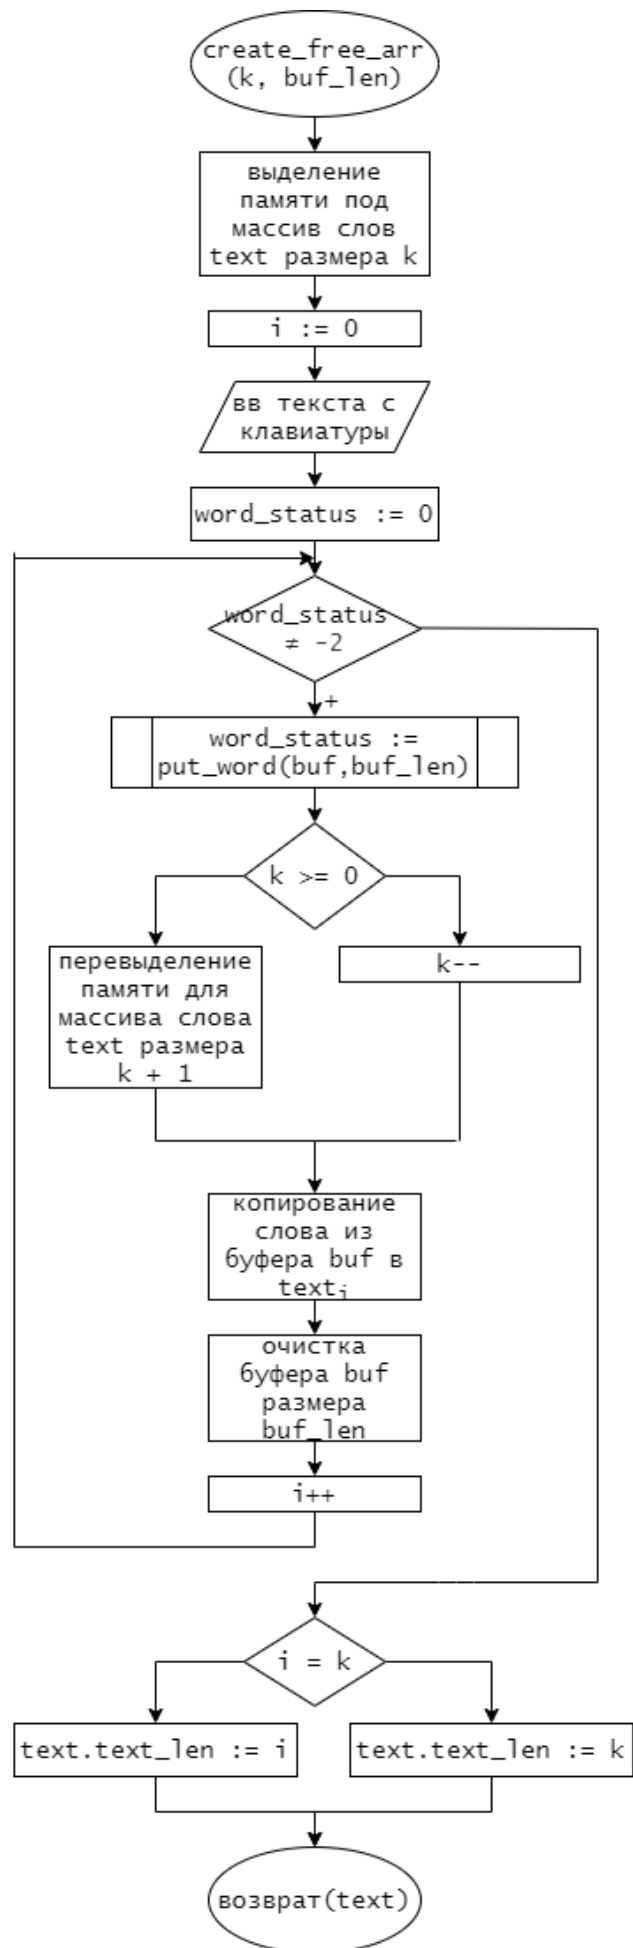 create_free_arr
(k, buf_len)
выделение
памяти под
массив слов
text размера k
i := 0
вв текста с
клавиатуры
word_status := 0
word_status
≠ -2
+
word_status :=
put_word(buf,buf_len)
k >= 0
перевыделение
памяти для
массива слова
text размера
k + 1
k--
копирование
слова из
буфера buf в
textᵢ
очистка
буфера buf
размера
buf_len
i++
i = k
text.text_len := i
text.text_len := k
возврат(text)